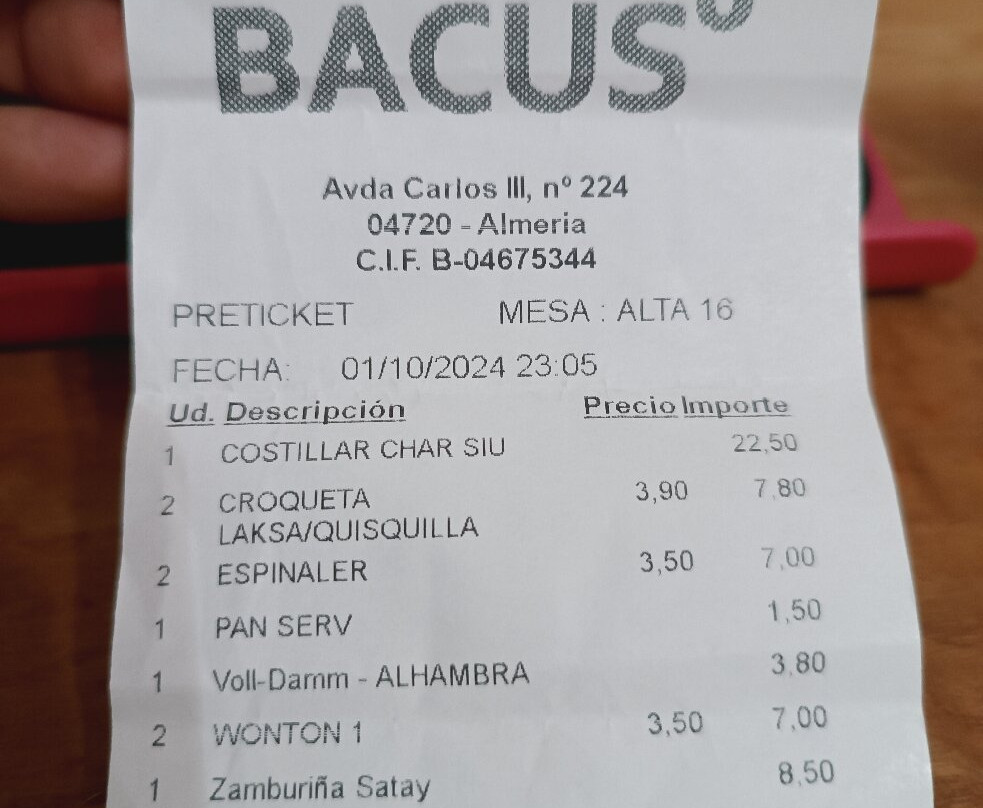 BACUS
Avda Carlos III, nº 224
04720 - Almeria
C.I.F. B-04675344
PRETICKET MESA : ALTA 16
FECHA: 01/10/2024 23:05
Ud. Descripción Precio Importe
1 COSTILLAR CHAR SIU 22,50
2 CROQUETA 3,90 7,80
LAKSA/QUISQUILLA
2 ESPINALER 3,50 7,00
1 PAN SERV 1,50
1 Voll-Damm - ALHAMBRA 3,80
2 WONTON 1 3,50 7,00
1 Zamburiña Satay 8,50